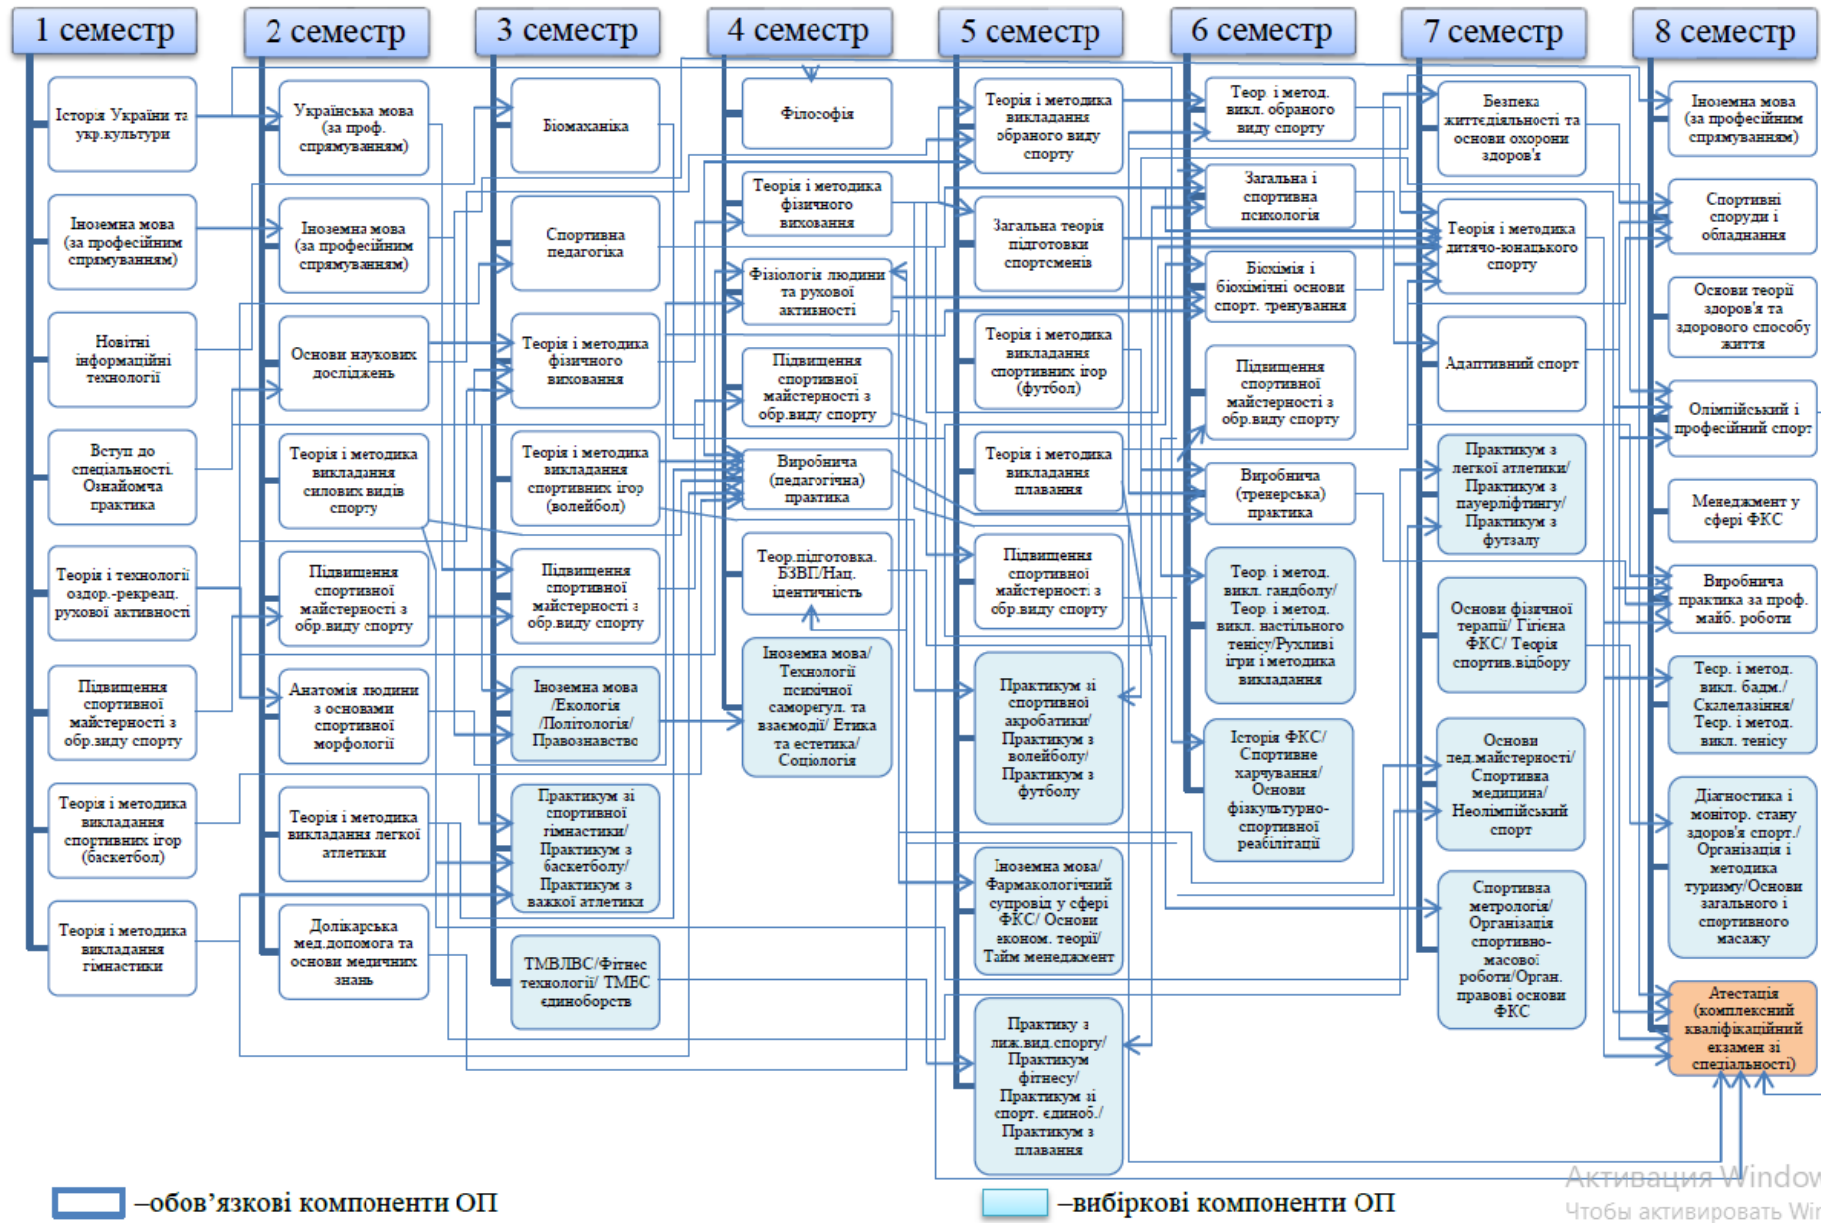 1 семестр
2 семестр
3 семестр
4 семестр
5 семестр
6 семестр
7 семестр
8 семестр
Історія України та
укр.культури
Іноземна мова
(за професійним
спрямуванням)
Новітні
інформаційні
технології
Вступ до
спеціальності.
Ознайомча
практика
Теорія і технології
оздор.-рекреац.
рухової активності
Підвищення
спортивної
майстерності з
обр.виду спорту
Теорія і методика
викладання
спортивних ігор
(баскетбол)
Теорія і методика
викладання
гімнастики
Українська мова
(за проф.
спрямуванням)
Іноземна мова
(за професійним
спрямуванням)
Основи наукових
досліджень
Теорія і методика
викладання
силових видів
спорту
Підвищення
спортивної
майстерності з
обр.виду спорту
Анатомія людини
з основами
спортивної
морфології
Теорія і методика
викладання легкої
атлетики
Долікарська
мед.допомога та
основи медичних
знань
Біомеханіка
Спортивна
педагогіка
Теорія і методика
фізичного
виховання
Теорія і методика
викладання
спортивних ігор
(волейбол)
Підвищення
спортивної
майстерності з
обр.виду спорту
Іноземна мова
/Екологія
/Політологія/
Правознавство
Практикум зі
спортивної
гімнастики/
Практикум з
баскетболу/
Практикум з
важкої атлетики
ТМВЛВС/Фітнес
технології/ ТМВС
єдиноборств
Філософія
Теорія і методика
фізичного
виховання
Фізіологія людини
та рухової
активності
Підвищення
спортивної
майстерності з
обр.виду спорту
Виробнича
(педагогічна)
практика
Теор.підготовка.
БЗВП/Нац.
ідентичність
Іноземна мова/
Технології
психічної
саморегул. та
взаємодії/ Етика
та естетика/
Соціологія
Теорія і методика
викладання
обраного виду
спорту
Загальна теорія
підготовки
спортсменів
Теорія і методика
викладання
спортивних ігор
(футбол)
Теорія і методика
викладання
плавання
Підвищення
спортивної
майстерності з
обр.виду спорту
Практикум зі
спортивної
акробатики/
Практикум з
волейболу/
Практикум з
футболу
Іноземна мова/
Фармакологічний
супровід у сфері
ФКС/ Основи
економ. теорії/
Тайм менеджмент
Практику з
лиж.вид.спорту/
Практикум
фітнесу/
Практикум зі
спорт. єдиноб./
Практикум з
плавання
Теор. і метод.
викл. обраного
виду спорту
Загальна і
спортивна
психологія
Біохімія і
біохімічні основи
спорт. тренування
Підвищення
спортивної
майстерності з
обр.виду спорту
Виробнича
(тренерська)
практика
Теор. і метод.
викл. гандболу/
Теор. і метод.
викл. настільного
тенісу/Рухливі
ігри і методика
викладання
Історія ФКС/
Спортивне
харчування/
Основи
фізкультурно-
спортивної
реабілітації
Безпека
життєдіяльності та
основи охорони
здоров'я
Теорія і методика
дитячо-юнацького
спорту
Адаптивний спорт
Практикум з
легкої атлетики/
Практикум з
пауерліфтингу/
Практикум з
футзалу
Основи фізичної
терапії/ Гігієна
ФКС/ Теорія
спортив.відбору
Основи
пед.майстерності/
Спортивна
медицина/
Неолімпійський
спорт
Спортивна
метрологія/
Організація
спортивно-
масової
роботи/Орган.
правові основи
ФКС
Іноземна мова
(за професійним
спрямуванням)
Спортивні
споруди і
обладнання
Основи теорії
здоров'я та
здорового способу
життя
Олімпійський і
професійний спорт
Менеджмент у
сфері ФКС
Виробнича
практика за проф.
майб. роботи
Теор. і метод.
викл. бадм./
Скалелазіння/
Теор. і метод.
викл. тенісу
Діагностика і
монітор. стану
здоров'я спорт./
Організація і
методика
туризму/Основи
загального і
спортивного
масажу
Атестація
(комплексний
кваліфікаційний
екзамен зі
спеціальності)
–обов’язкові компоненти ОП
–вибіркові компоненти ОП
Активация Window
Чтобы активировать Win